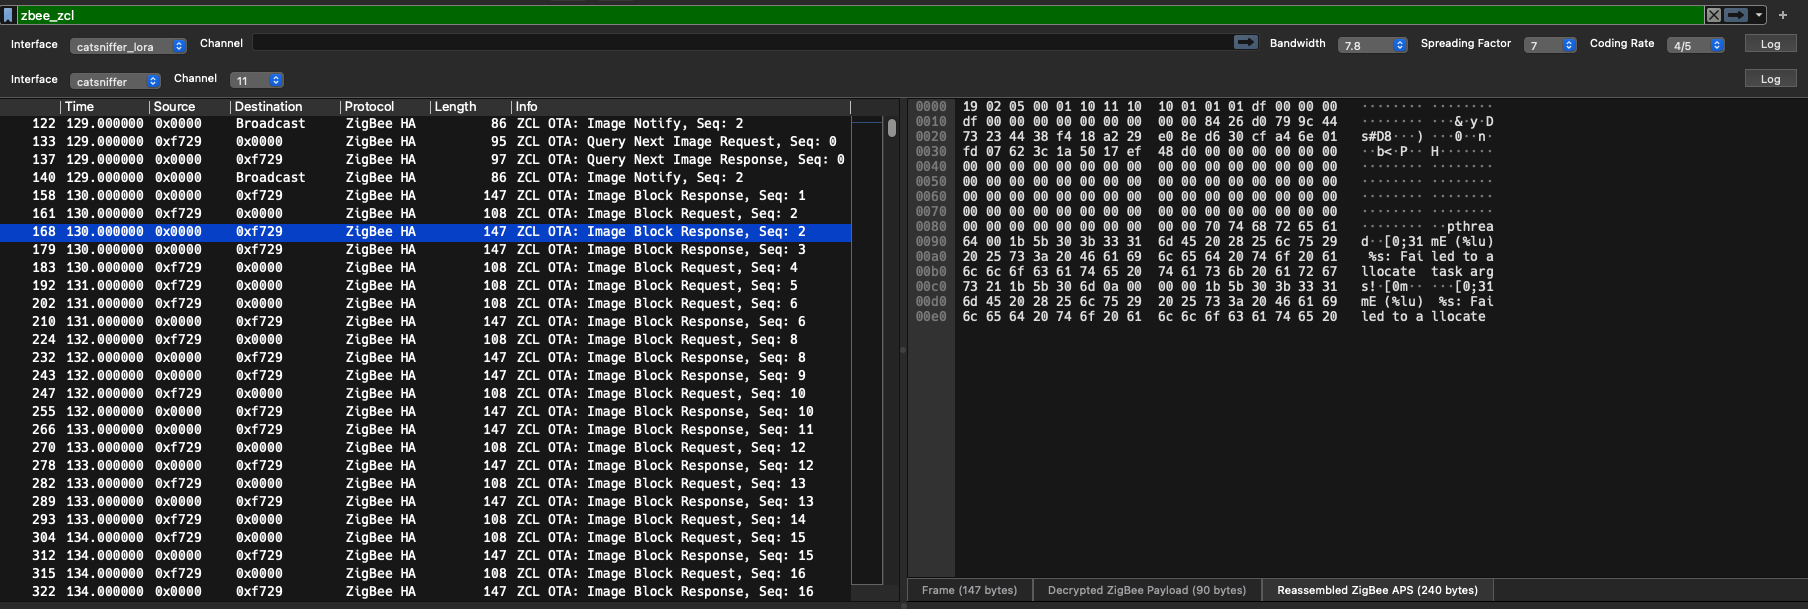 zbee_zcl
Interface catsniffer_lora Channel Bandwidth 7.8 Spreading Factor 7 Coding Rate 4/5 Log
Interface catsniffer Channel 11 Log
Time Source Destination Protocol Length Info
122 129.000000 0x0000 Broadcast ZigBee HA 86 ZCL OTA: Image Notify, Seq: 2
133 129.000000 0xf729 0x0000 ZigBee HA 95 ZCL OTA: Query Next Image Request, Seq: 0
137 129.000000 0x0000 0xf729 ZigBee HA 97 ZCL OTA: Query Next Image Response, Seq: 0
140 129.000000 0x0000 Broadcast ZigBee HA 86 ZCL OTA: Image Notify, Seq: 2
158 130.000000 0x0000 0xf729 ZigBee HA 147 ZCL OTA: Image Block Response, Seq: 1
161 130.000000 0xf729 0x0000 ZigBee HA 108 ZCL OTA: Image Block Request, Seq: 2
168 130.000000 0x0000 0xf729 ZigBee HA 147 ZCL OTA: Image Block Response, Seq: 2
179 130.000000 0x0000 0xf729 ZigBee HA 147 ZCL OTA: Image Block Response, Seq: 3
183 130.000000 0xf729 0x0000 ZigBee HA 108 ZCL OTA: Image Block Request, Seq: 4
192 131.000000 0xf729 0x0000 ZigBee HA 108 ZCL OTA: Image Block Request, Seq: 5
202 131.000000 0xf729 0x0000 ZigBee HA 108 ZCL OTA: Image Block Request, Seq: 6
210 131.000000 0x0000 0xf729 ZigBee HA 147 ZCL OTA: Image Block Response, Seq: 6
224 132.000000 0xf729 0x0000 ZigBee HA 108 ZCL OTA: Image Block Request, Seq: 8
232 132.000000 0x0000 0xf729 ZigBee HA 147 ZCL OTA: Image Block Response, Seq: 8
243 132.000000 0x0000 0xf729 ZigBee HA 147 ZCL OTA: Image Block Response, Seq: 9
247 132.000000 0xf729 0x0000 ZigBee HA 108 ZCL OTA: Image Block Request, Seq: 10
255 132.000000 0x0000 0xf729 ZigBee HA 147 ZCL OTA: Image Block Response, Seq: 10
266 133.000000 0x0000 0xf729 ZigBee HA 147 ZCL OTA: Image Block Response, Seq: 11
270 133.000000 0xf729 0x0000 ZigBee HA 108 ZCL OTA: Image Block Request, Seq: 12
278 133.000000 0x0000 0xf729 ZigBee HA 147 ZCL OTA: Image Block Response, Seq: 12
282 133.000000 0xf729 0x0000 ZigBee HA 108 ZCL OTA: Image Block Request, Seq: 13
289 133.000000 0x0000 0xf729 ZigBee HA 147 ZCL OTA: Image Block Response, Seq: 13
293 133.000000 0xf729 0x0000 ZigBee HA 108 ZCL OTA: Image Block Request, Seq: 14
304 134.000000 0xf729 0x0000 ZigBee HA 108 ZCL OTA: Image Block Request, Seq: 15
312 134.000000 0x0000 0xf729 ZigBee HA 147 ZCL OTA: Image Block Response, Seq: 15
315 134.000000 0xf729 0x0000 ZigBee HA 108 ZCL OTA: Image Block Request, Seq: 16
322 134.000000 0x0000 0xf729 ZigBee HA 147 ZCL OTA: Image Block Response, Seq: 16
0000 19 02 05 00 01 10 11 10 10 01 01 01 df 00 00 00 ········ ········
0010 df 00 00 00 00 00 00 00 00 00 84 26 d0 79 9c 44 ········ ···&·y·D
0020 73 23 44 38 f4 18 a2 29 e0 8e d6 30 cf a4 6e 01 s#D8···) ···0··n·
0030 fd 07 62 3c 1a 50 17 ef 48 d0 00 00 00 00 00 00 ··b<·P·· H·······
0040 00 00 00 00 00 00 00 00 00 00 00 00 00 00 00 00 ········ ········
0050 00 00 00 00 00 00 00 00 00 00 00 00 00 00 00 00 ········ ········
0060 00 00 00 00 00 00 00 00 00 00 00 00 00 00 00 00 ········ ········
0070 00 00 00 00 00 00 00 00 00 00 00 00 00 00 00 00 ········ ········
0080 00 00 00 00 00 00 00 00 00 00 70 74 68 72 65 61 ········ ··pthrea
0090 64 00 1b 5b 30 3b 33 31 6d 45 20 28 25 6c 75 29 d··[0;31 mE (%lu)
00a0 20 25 73 3a 20 46 61 69 6c 65 64 20 74 6f 20 61 %s: Fai led to a
00b0 6c 6c 6f 63 61 74 65 20 74 61 73 6b 20 61 72 67 llocate task arg
00c0 73 21 1b 5b 30 6d 0a 00 00 00 1b 5b 30 3b 33 31 s!·[0m·· ···[0;31
00d0 6d 45 20 28 25 6c 75 29 20 25 73 3a 20 46 61 69 mE (%lu) %s: Fai
00e0 6c 65 64 20 74 6f 20 61 6c 6c 6f 63 61 74 65 20 led to a llocate
Frame (147 bytes) Decrypted ZigBee Payload (90 bytes) Reassembled ZigBee APS (240 bytes)